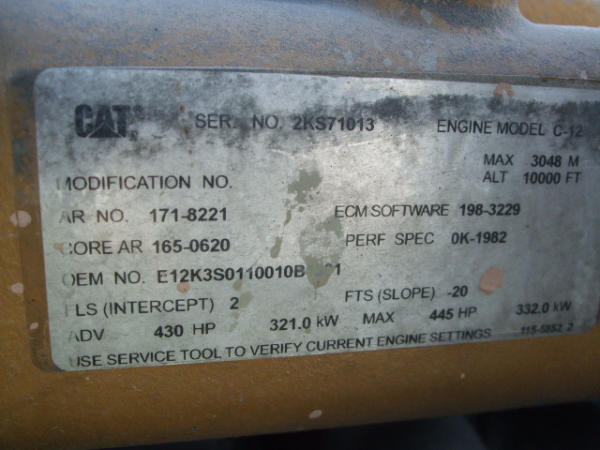 CAT SER. NO. 2KS71013 ENGINE MODEL C-12
MAX 3048 M
ALT 10000 FT
MODIFICATION NO.
AR NO. 171-8221 ECM SOFTWARE 198-3229
CORE AR 165-0620 PERF SPEC 0K-1982
OEM NO.
FLS (INTERCEPT) 2 FTS (SLOPE) -20
ADV 430 HP 321.0 kW MAX 445 HP 332.0 kW
USE SERVICE TOOL TO VERIFY CURRENT ENGINE SETTINGS 115-5852 2